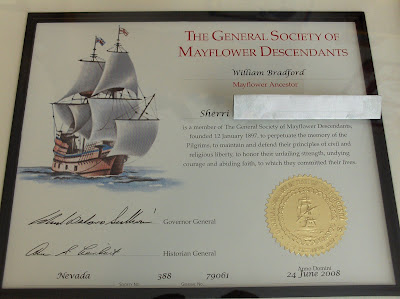 THE GENERAL SOCIETY OF
MAYFLOWER DESCENDANTS
William Bradford
Mayflower Ancestor
Sherri
is a member of The General Society of Mayflower Descendants,
founded 12 January 1897, to perpetuate the memory of the
Pilgrims, to maintain and defend their principles of civil and
religious liberty, to honor their unfailing strength, undying
courage and abiding faith, to which they committed their lives.
Governor General
Historian General
Anno Domini
Nevada 388 79061 24 June 2008